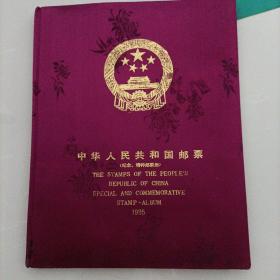 中华人民共和国邮票
(纪念、特种邮票册)
THE STAMPS OF THE PEOPLE'S
REPUBLIC OF CHINA
SPECIAL AND COMMEMORATIVE
STAMP-ALBUM
1995